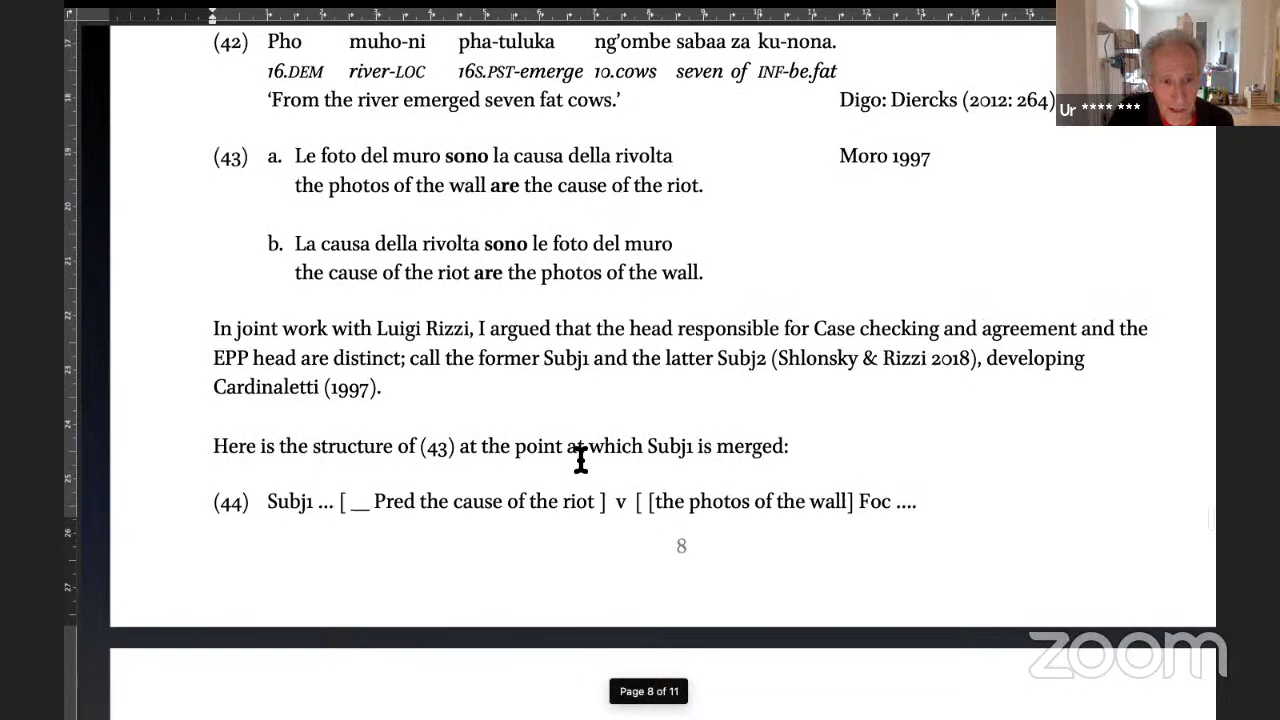 (42) Pho muho-ni pha-tuluka ng'ombe sabaa za ku-nona.
16.DEM river-LOC 16S.PST-emerge 10.cows seven of INF-be.fat
'From the river emerged seven fat cows.' Digo: Diercks (2012: 264)
Ur **** ***
(43) a. Le foto del muro sono la causa della rivolta Moro 1997
the photos of the wall are the cause of the riot.
b. La causa della rivolta sono le foto del muro
the cause of the riot are the photos of the wall.
In joint work with Luigi Rizzi, I argued that the head responsible for Case checking and agreement and the
EPP head are distinct; call the former Subj1 and the latter Subj2 (Shlonsky & Rizzi 2018), developing
Cardinaletti (1997).
Here is the structure of (43) at the point at which Subj1 is merged:
(44) Subj1 ... [ __ Pred the cause of the riot ] v [ [the photos of the wall] Foc ....
8
zoom
Page 8 of 11